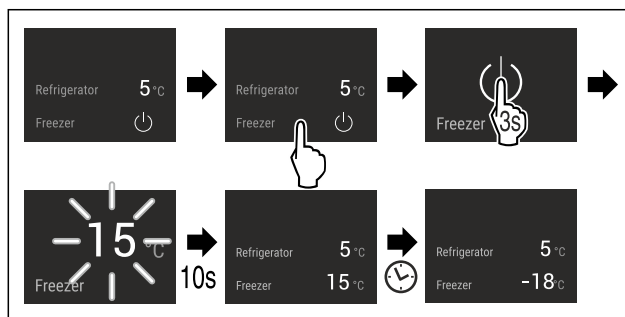 Refrigerator 5 °C
Freezer
Refrigerator 5 °C
Freezer
Freezer 3s
15 °C
Freezer
10s
Refrigerator 5 °C
Freezer 15 °C
Refrigerator 5 °C
Freezer -18 °C